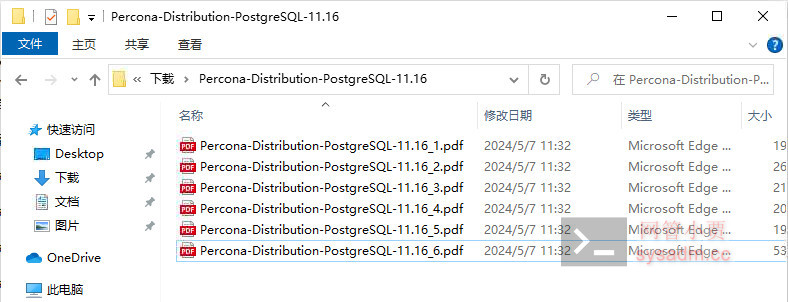 Percona-Distribution-PostgreSQL-11.16
文件 主页 共享 查看
下载 Percona-Distribution-PostgreSQL-11.16 在 Percona-Distribution-P...
名称 修改日期 类型 大小
快速访问
Desktop
下载
文档
图片
OneDrive
此电脑
Percona-Distribution-PostgreSQL-11.16_1.pdf 2024/5/7 11:32 Microsoft Edge ... 19
Percona-Distribution-PostgreSQL-11.16_2.pdf 2024/5/7 11:32 Microsoft Edge ... 26
Percona-Distribution-PostgreSQL-11.16_3.pdf 2024/5/7 11:32 Microsoft Edge ... 21
Percona-Distribution-PostgreSQL-11.16_4.pdf 2024/5/7 11:32 Microsoft Edge ... 20
Percona-Distribution-PostgreSQL-11.16_5.pdf 2024/5/7 11:32 Microsoft Edge ... 19
Percona-Distribution-PostgreSQL-11.16_6.pdf 2024/5/7 11:32 Microsoft Edge ... 53
网管小贾
sysadm.cc